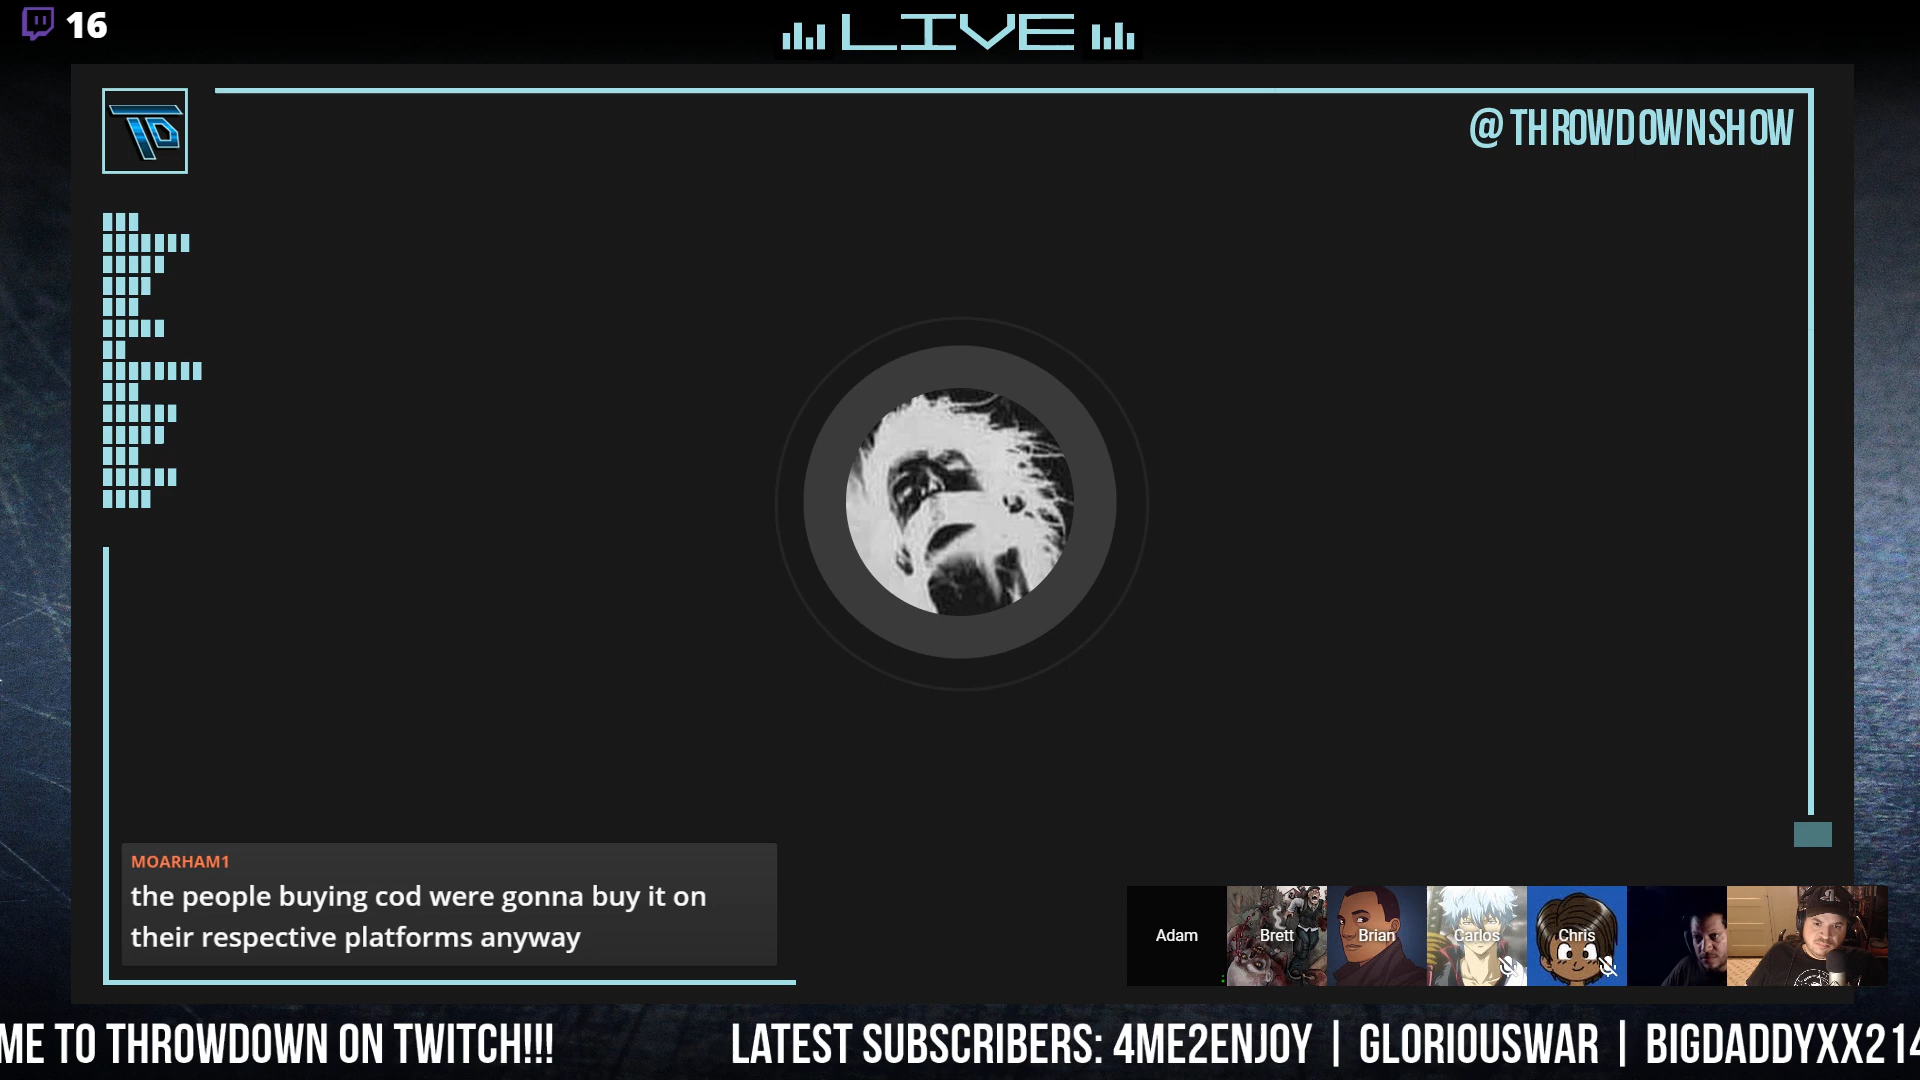 16
LIVE
TD
@THROWDOWNSHOW
MOARHAM1
the people buying cod were gonna buy it on
their respective platforms anyway
Adam
Brett
Brian
Carlos
Chris
ME TO THROWDOWN ON TWITCH!!!
LATEST SUBSCRIBERS: 4ME2ENJOY | GLORIOUSWAR | BIGDADDYXX214